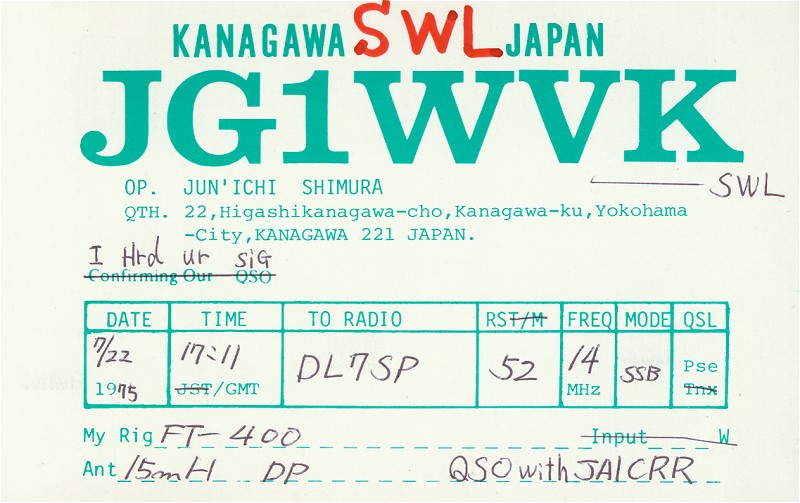 KANAGAWA SWL JAPAN
JG1WVK
SWL
OP. JUN'ICHI SHIMURA
QTH. 22,Higashikanagawa-cho,Kanagawa-ku,Yokohama
-City,KANAGAWA 221 JAPAN.
I Hrd ur siG
Confirming Our QSO
DATE TIME TO RADIO RST/M FREQ MODE QSL
7/22 17:11 DL7SP 52 14 SSB Pse
1975 JST/GMT MHz Tnx
My Rig FT-400 Input W
Ant 15mH DP QSO with JA1CRR